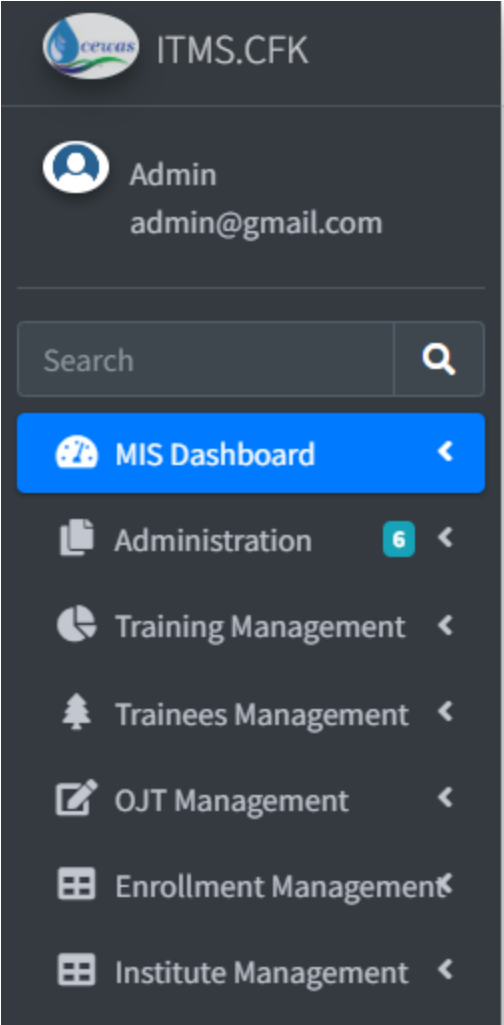 cewas ITMS.CFK
Admin
admin@gmail.com
Search
MIS Dashboard
Administration 6
Training Management
Trainees Management
OJT Management
Enrollment Management
Institute Management